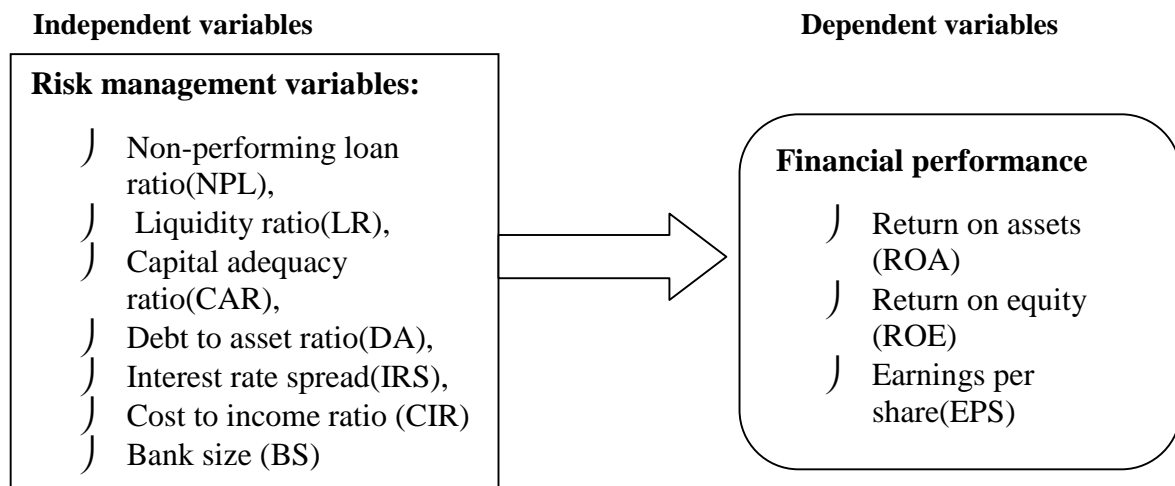 Independent variables
Risk management variables:
Non-performing loan
ratio(NPL),
Liquidity ratio(LR),
Capital adequacy
ratio(CAR),
Debt to asset ratio(DA),
Interest rate spread(IRS),
Cost to income ratio (CIR)
Bank size (BS)
Dependent variables
Financial performance
Return on assets
(ROA)
Return on equity
(ROE)
Earnings per
share(EPS)